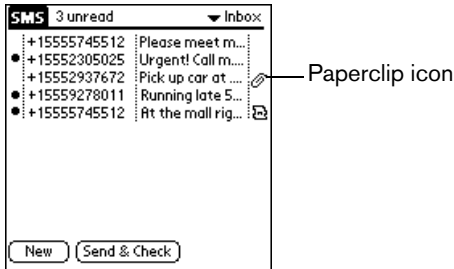 SMS 3 unread Inbox
+15555745512 Please meet m...
+15552305025 Urgent! Call m....
+15552937672 Pick up car at ....
Paperclip icon
+15559278011 Running late 5...
+15555745512 At the mall rig...
New Send & Check